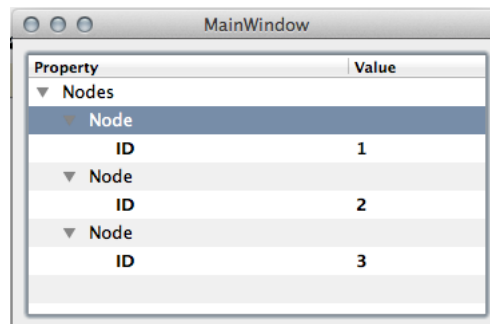 MainWindow
Property Value
Nodes
Node
ID 1
Node
ID 2
Node
ID 3